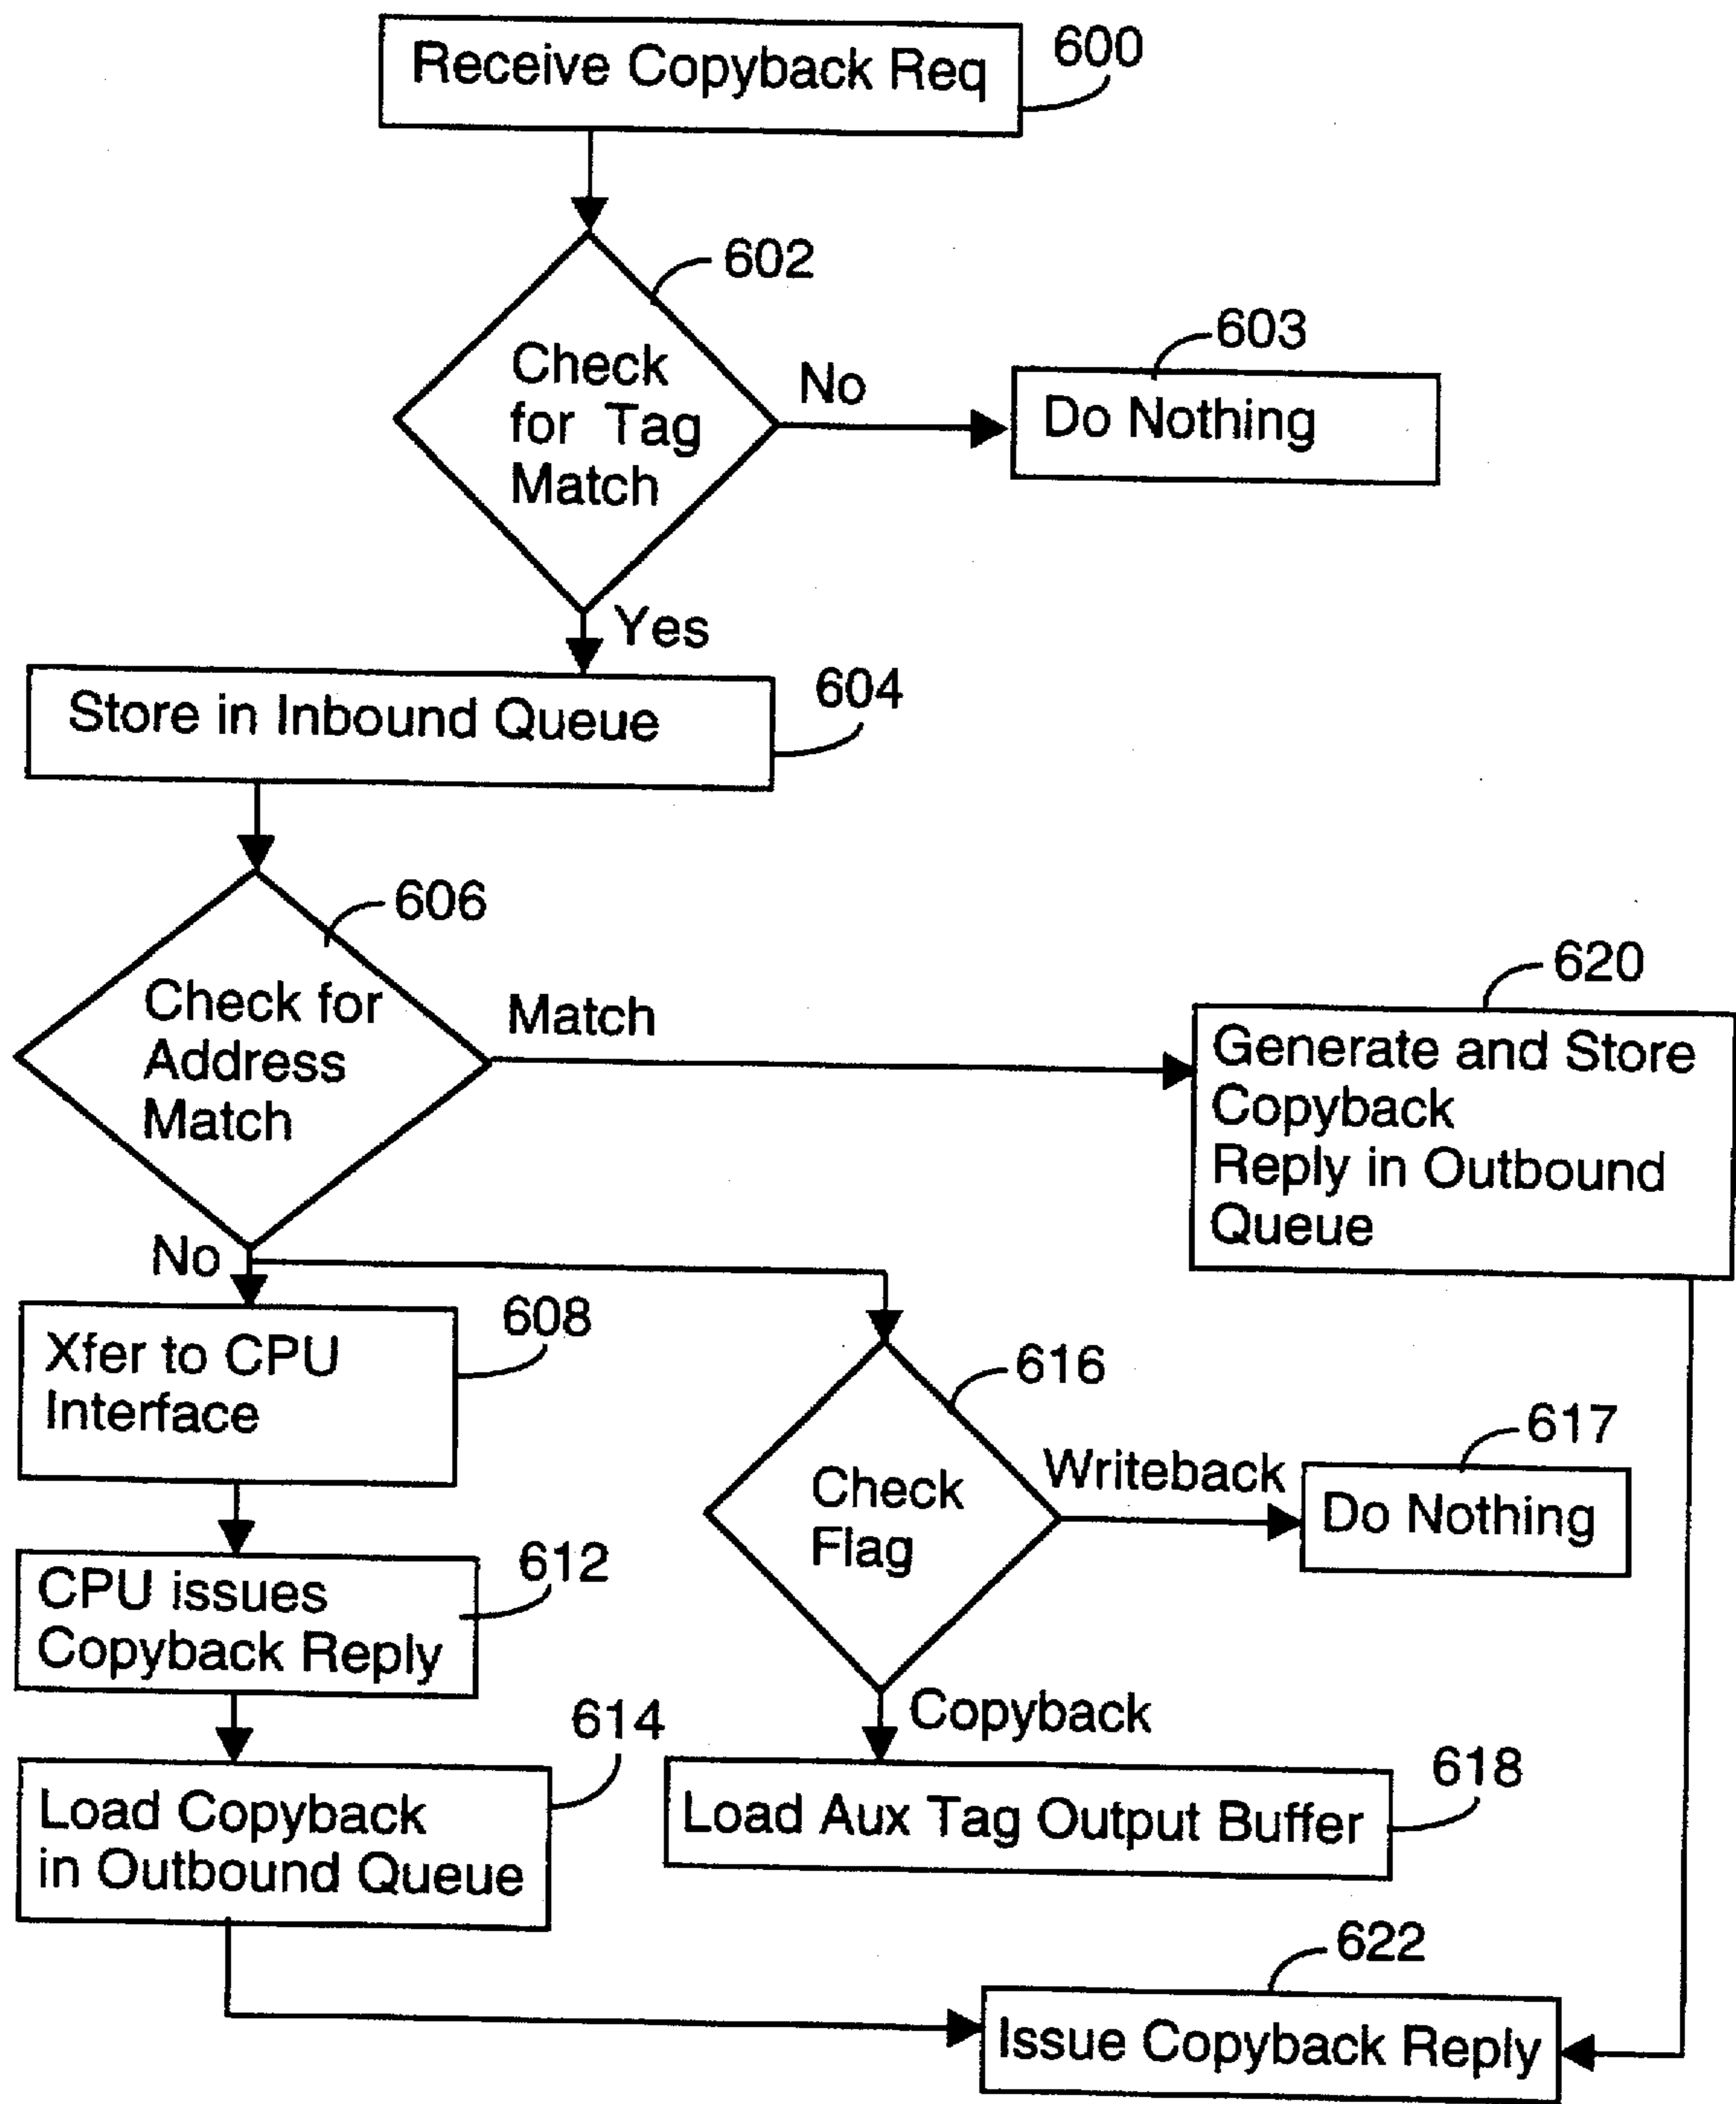 Receive Copyback Req
600
602
Check
for Tag
Match
No
603
Do Nothing
Yes
Store in Inbound Queue
604
606
Check for
Address
Match
Match
620
Generate and Store
Copyback
Reply in Outbound
Queue
No
Xfer to CPU
Interface
608
616
Check
Flag
Writeback
617
Do Nothing
CPU issues
Copyback Reply
612
Copyback
Load Copyback
in Outbound Queue
614
Load Aux Tag Output Buffer
618
622
Issue Copyback Reply